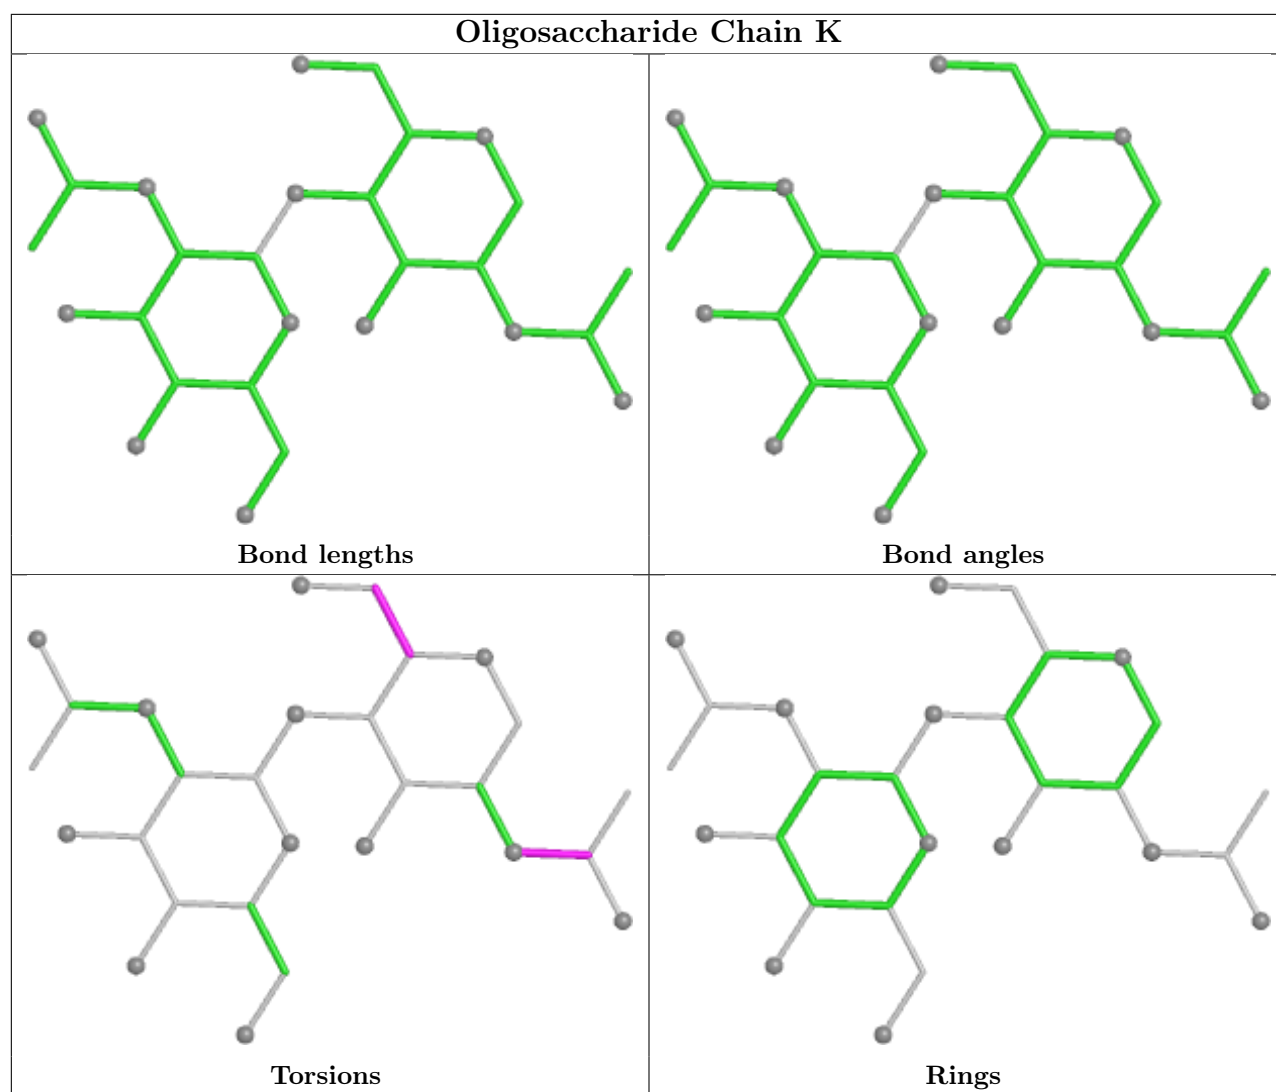 Oligosaccharide Chain K
Bond lengths
Bond angles
Torsions
Rings